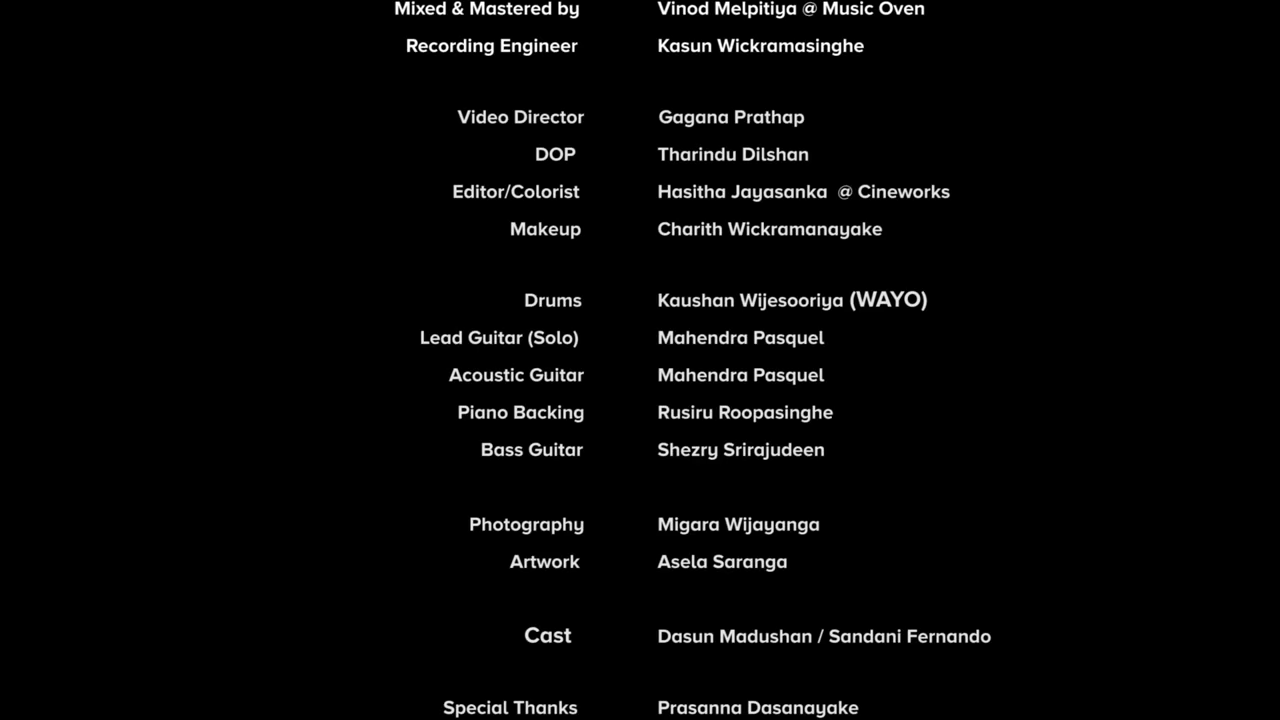 Mixed & Mastered by Vinod Melpitiya @ Music Oven
Recording Engineer Kasun Wickramasinghe
Video Director Gagana Prathap
DOP Tharindu Dilshan
Editor/Colorist Hasitha Jayasanka @ Cineworks
Makeup Charith Wickramanayake
Drums Kaushan Wijesooriya (WAYO)
Lead Guitar (Solo) Mahendra Pasquel
Acoustic Guitar Mahendra Pasquel
Piano Backing Rusiru Roopasinghe
Bass Guitar Shezry Srirajudeen
Photography Migara Wijayanga
Artwork Asela Saranga
Cast Dasun Madushan / Sandani Fernando
Special Thanks Prasanna Dasanayake